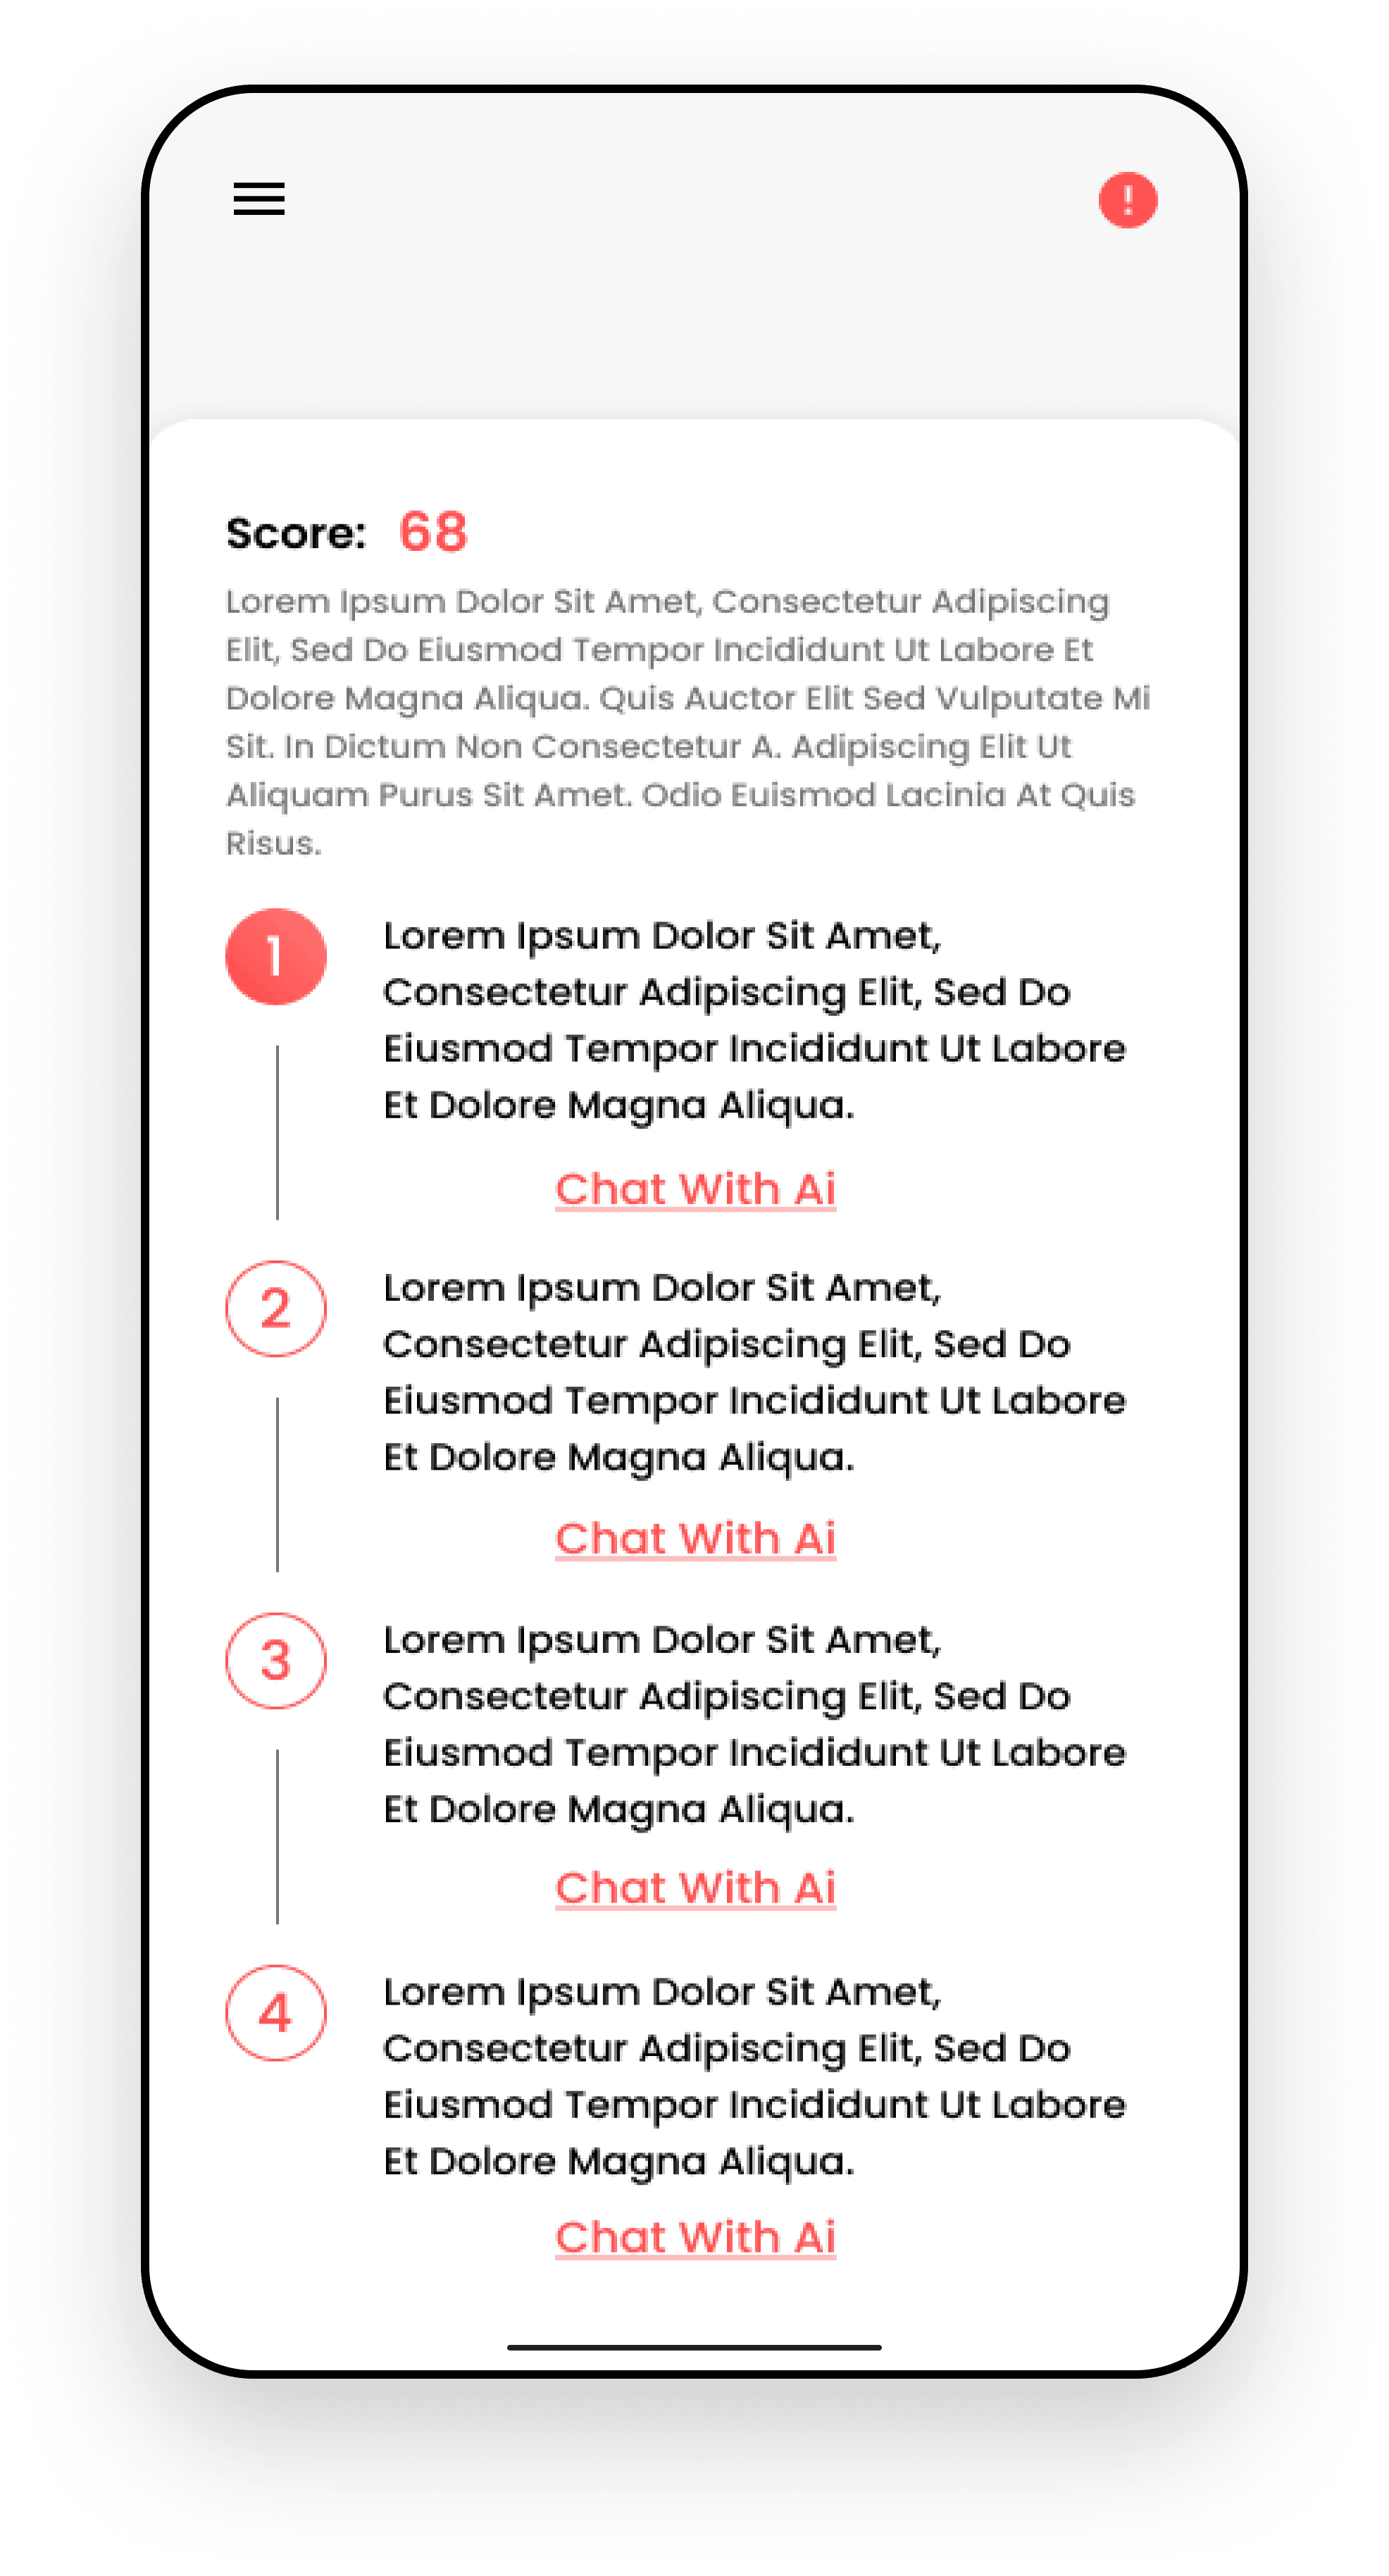 !
Score: 68
Lorem Ipsum Dolor Sit Amet, Consectetur Adipiscing
Elit, Sed Do Eiusmod Tempor Incididunt Ut Labore Et
Dolore Magna Aliqua. Quis Auctor Elit Sed Vulputate Mi
Sit. In Dictum Non Consectetur A. Adipiscing Elit Ut
Aliquam Purus Sit Amet. Odio Euismod Lacinia At Quis
Risus.
1
Lorem Ipsum Dolor Sit Amet,
Consectetur Adipiscing Elit, Sed Do
Eiusmod Tempor Incididunt Ut Labore
Et Dolore Magna Aliqua.
Chat With Ai
2
Lorem Ipsum Dolor Sit Amet,
Consectetur Adipiscing Elit, Sed Do
Eiusmod Tempor Incididunt Ut Labore
Et Dolore Magna Aliqua.
Chat With Ai
3
Lorem Ipsum Dolor Sit Amet,
Consectetur Adipiscing Elit, Sed Do
Eiusmod Tempor Incididunt Ut Labore
Et Dolore Magna Aliqua.
Chat With Ai
4
Lorem Ipsum Dolor Sit Amet,
Consectetur Adipiscing Elit, Sed Do
Eiusmod Tempor Incididunt Ut Labore
Et Dolore Magna Aliqua.
Chat With Ai